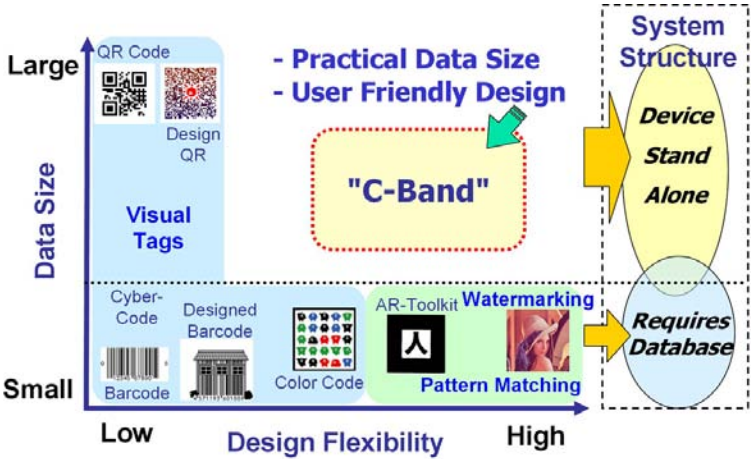 System
Structure
QR Code
Large
- Practical Data Size
- User Friendly Design
Design
QR
Device
Stand
Alone
"C-Band"
Visual
Tags
Data Size
Cyber-
Code
Designed
Barcode
AR-Toolkit
Watermarking
Requires
Database
人
Small
Barcode
Color Code
Pattern Matching
Low
Design Flexibility
High